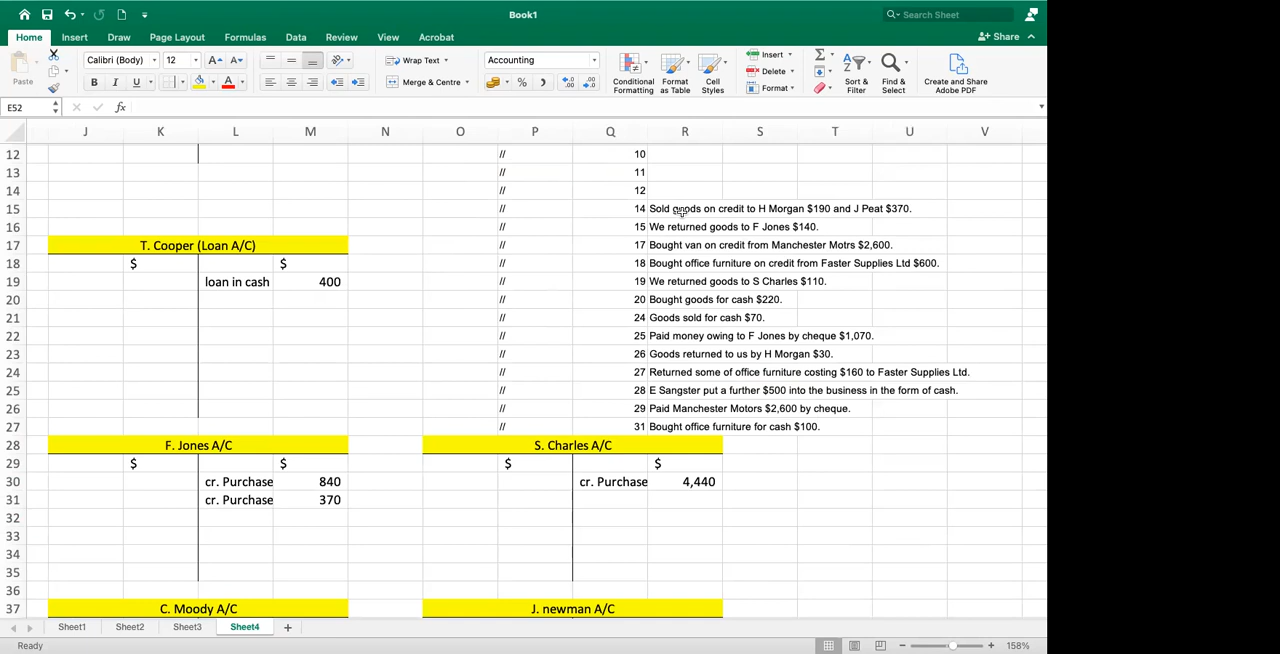 Book1
Search Sheet
Home Insert Draw Page Layout Formulas Data Review View Acrobat
Share
Paste
Calibri (Body) 12
A A
B I U
A
Wrap Text
Merge & Centre
Accounting
%
Conditional Formatting
Format as Table
Cell Styles
Insert
Delete
Format
Sort & Filter
Find & Select
Create and Share Adobe PDF
E52 fx
J K L M N O P Q R S T U V
12 // 10
13 // 11
14 // 12
15 // 14 Sold goods on credit to H Morgan $190 and J Peat $370.
16 // 15 We returned goods to F Jones $140.
17 T. Cooper (Loan A/C) // 17 Bought van on credit from Manchester Motrs $2,600.
18 $ $ // 18 Bought office furniture on credit from Faster Supplies Ltd $600.
19 loan in cash 400 // 19 We returned goods to S Charles $110.
20 // 20 Bought goods for cash $220.
21 // 24 Goods sold for cash $70.
22 // 25 Paid money owing to F Jones by cheque $1,070.
23 // 26 Goods returned to us by H Morgan $30.
24 // 27 Returned some of office furniture costing $160 to Faster Supplies Ltd.
25 // 28 E Sangster put a further $500 into the business in the form of cash.
26 // 29 Paid Manchester Motors $2,600 by cheque.
27 // 31 Bought office furniture for cash $100.
28 F. Jones A/C S. Charles A/C
29 $ $ $ $
30 cr. Purchase 840 cr. Purchase 4,440
31 cr. Purchase 370
32
33
34
35
36
37 C. Moody A/C J. newman A/C
Sheet1 Sheet2 Sheet3 Sheet4 +
Ready 158%